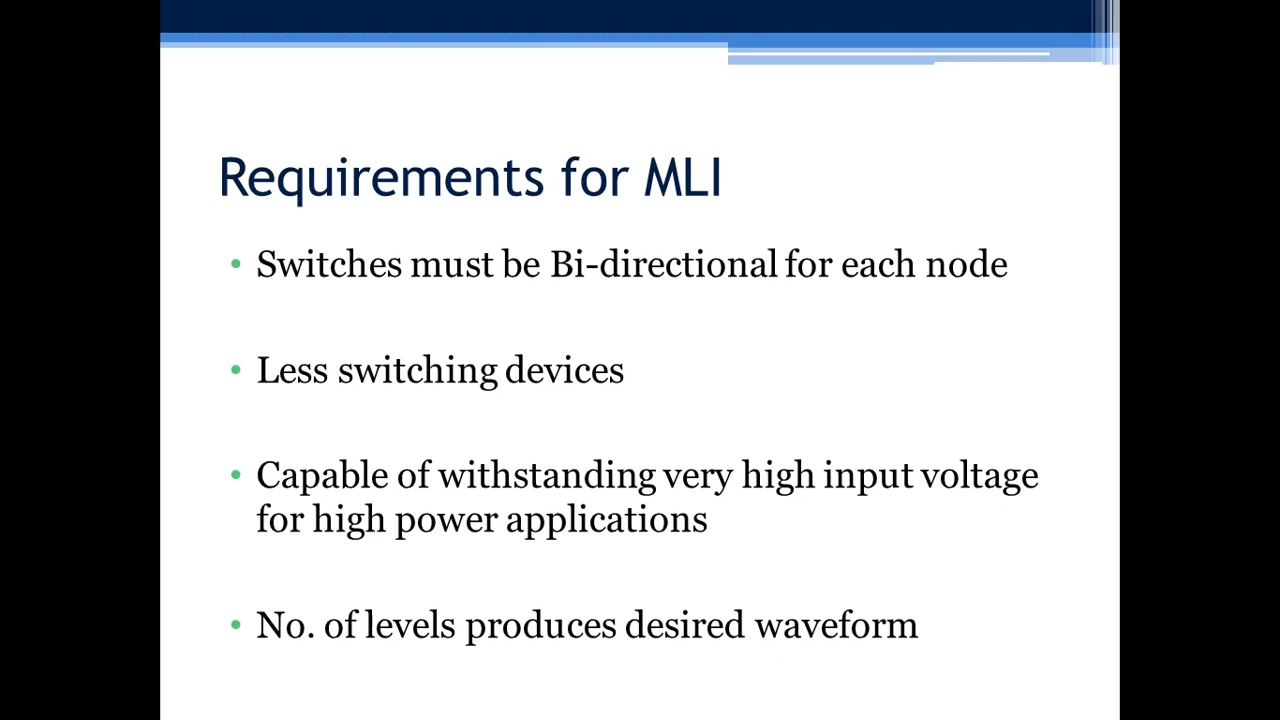 Requirements for MLI
• Switches must be Bi-directional for each node
• Less switching devices
• Capable of withstanding very high input voltage
for high power applications
• No. of levels produces desired waveform